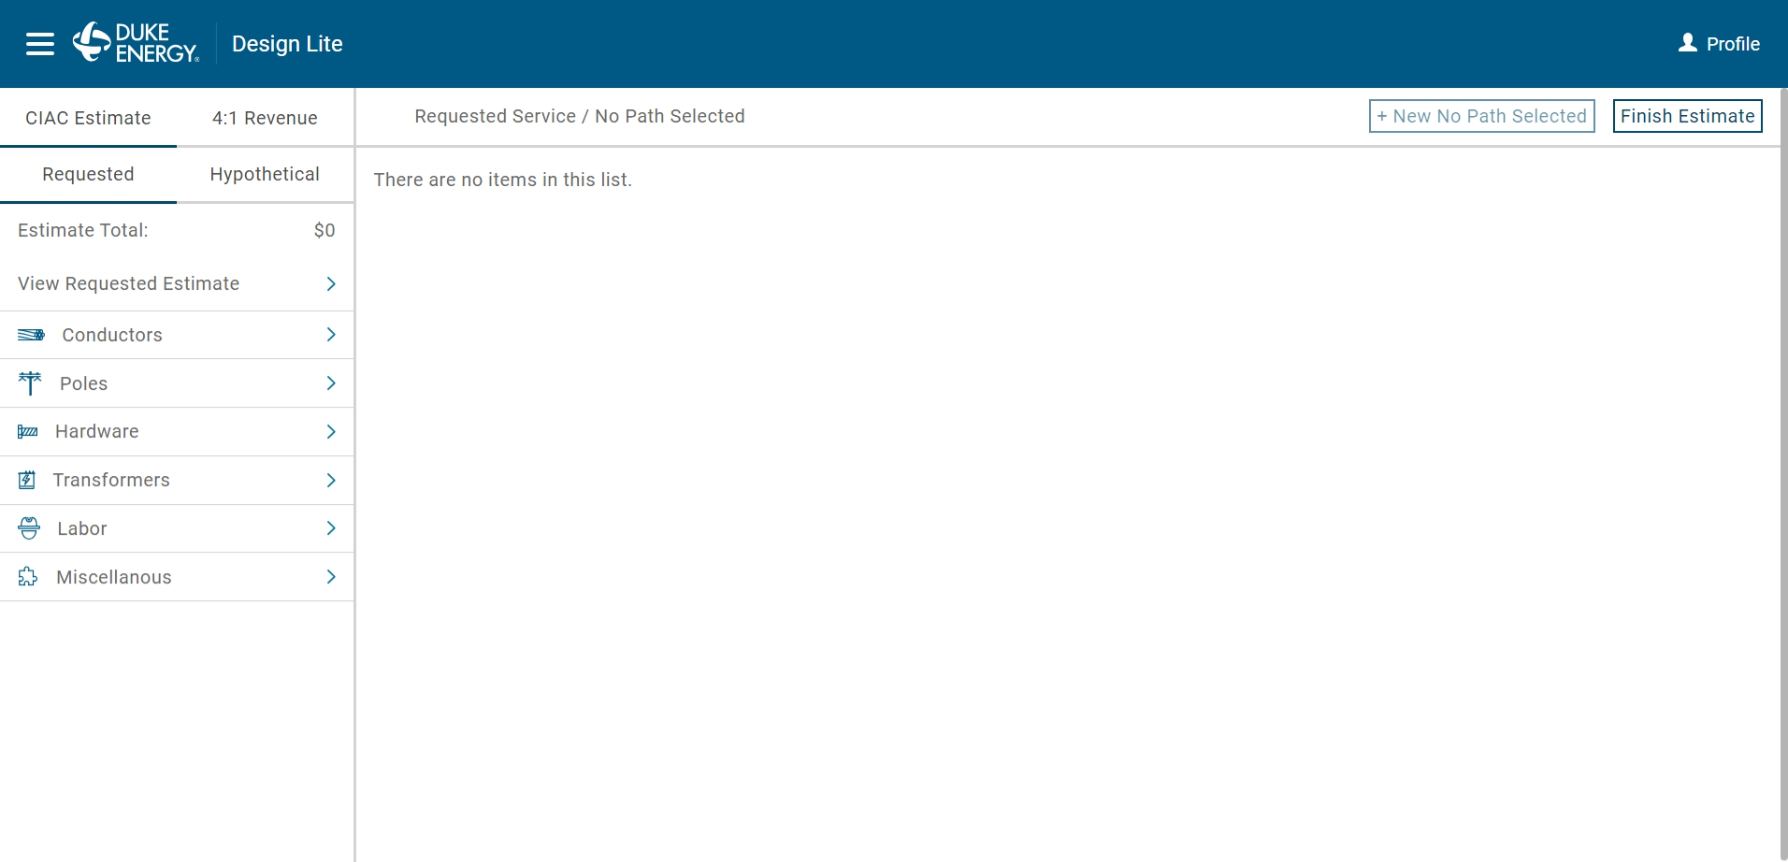 DUKE
ENERGY®
Design Lite
Profile
CIAC Estimate
4:1 Revenue
Requested Service / No Path Selected
+ New No Path Selected
Finish Estimate
Requested
Hypothetical
There are no items in this list.
Estimate Total:
$0
View Requested Estimate
Conductors
Poles
Hardware
Transformers
Labor
Miscellanous